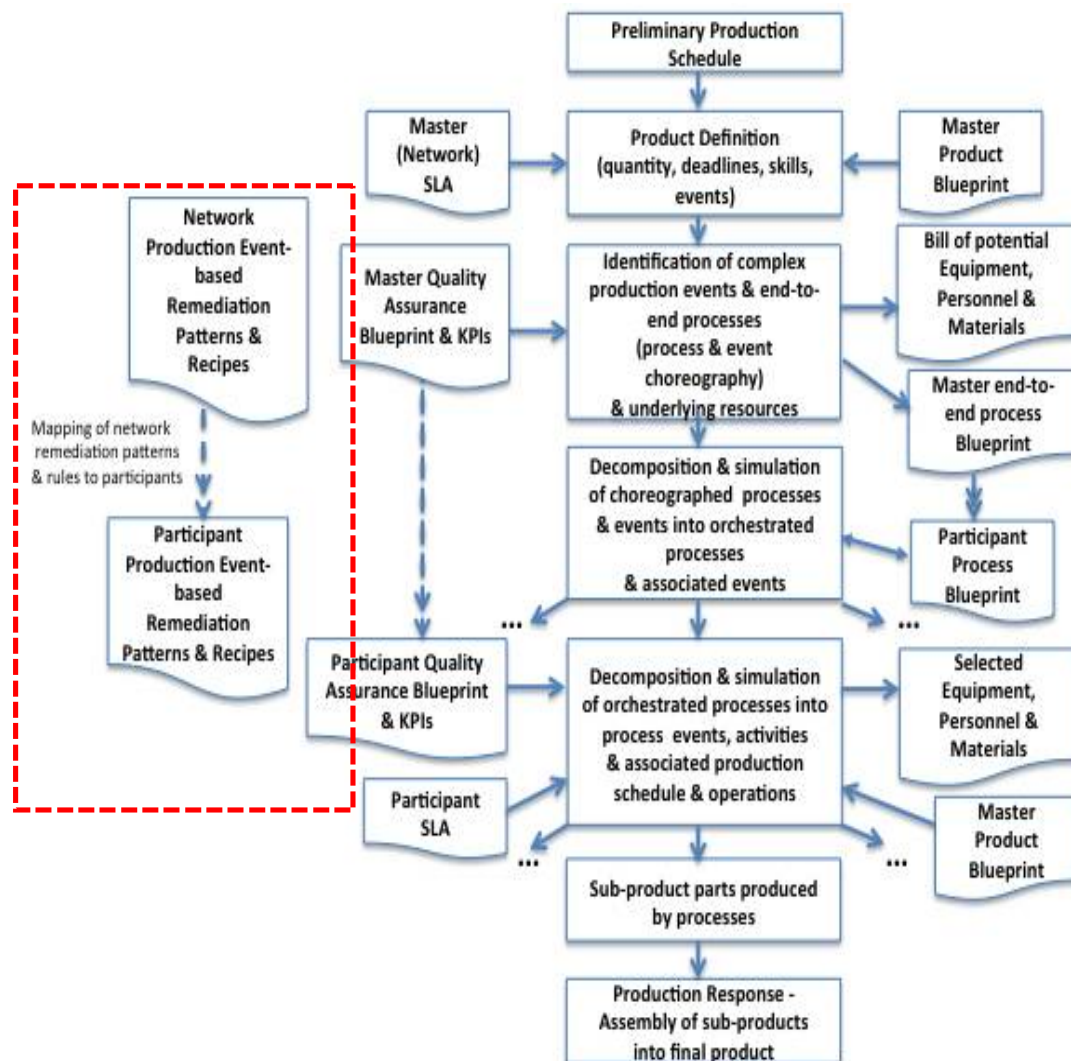 Preliminary Production
Schedule
Master
(Network)
SLA
Product Definition
(quantity, deadlines, skills,
events)
Master
Product
Blueprint
Network
Production Event-
based
Remediation
Patterns &
Recipes
Master Quality
Assurance
Blueprint & KPIs
Identification of complex
production events & end-to-
end processes
(process & event
choreography)
& underlying resources
Bill of potential
Equipment,
Personnel &
Materials
Master end-to-
end process
Blueprint
Mapping of network
remediation patterns
& rules to participants
Decomposition & simulation
of choreographed processes
& events into orchestrated
processes
& associated events
Participant
Process
Blueprint
Participant
Production Event-
based
Remediation
Patterns & Recipes
...
...
Participant Quality
Assurance Blueprint
& KPIs
Decomposition & simulation
of orchestrated processes into
process events, activities
& associated production
schedule & operations
Selected
Equipment,
Personnel &
Materials
Participant
SLA
Master
Product
Blueprint
...
...
Sub-product parts produced
by processes
Production Response -
Assembly of sub-products
into final product